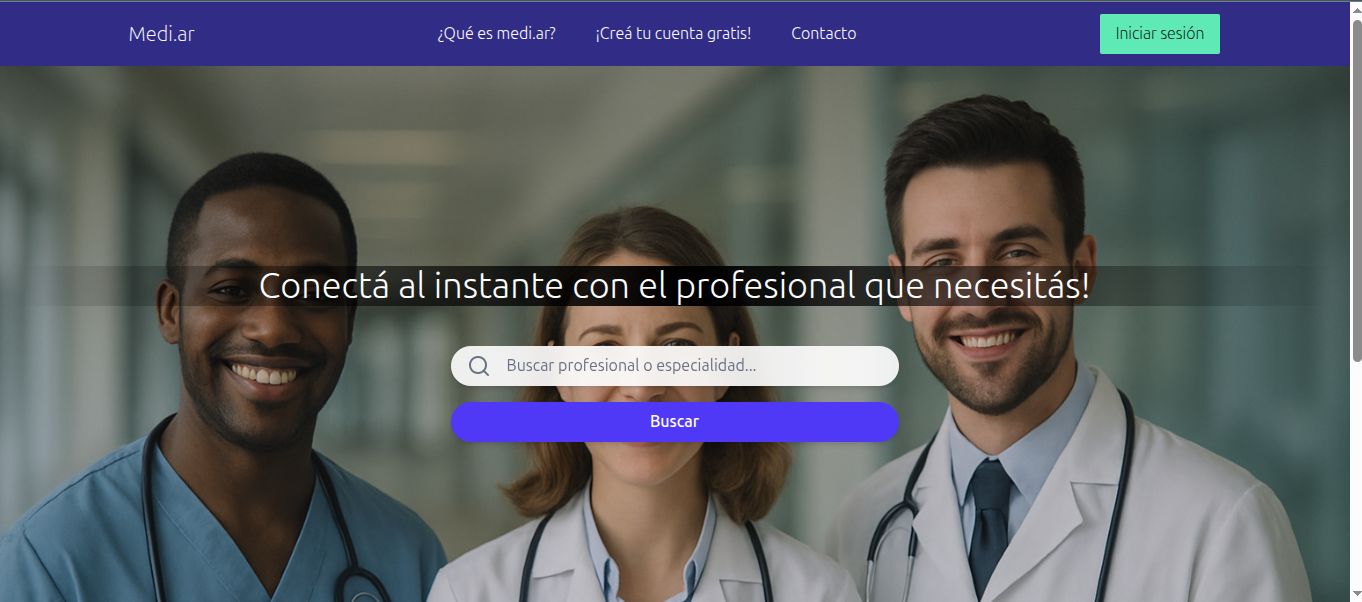 Medi.ar
¿Qué es medi.ar?
¡Creá tu cuenta gratis!
Contacto
Iniciar sesión
Conectá al instante con el profesional que necesitás!
Buscar profesional o especialidad...
Buscar